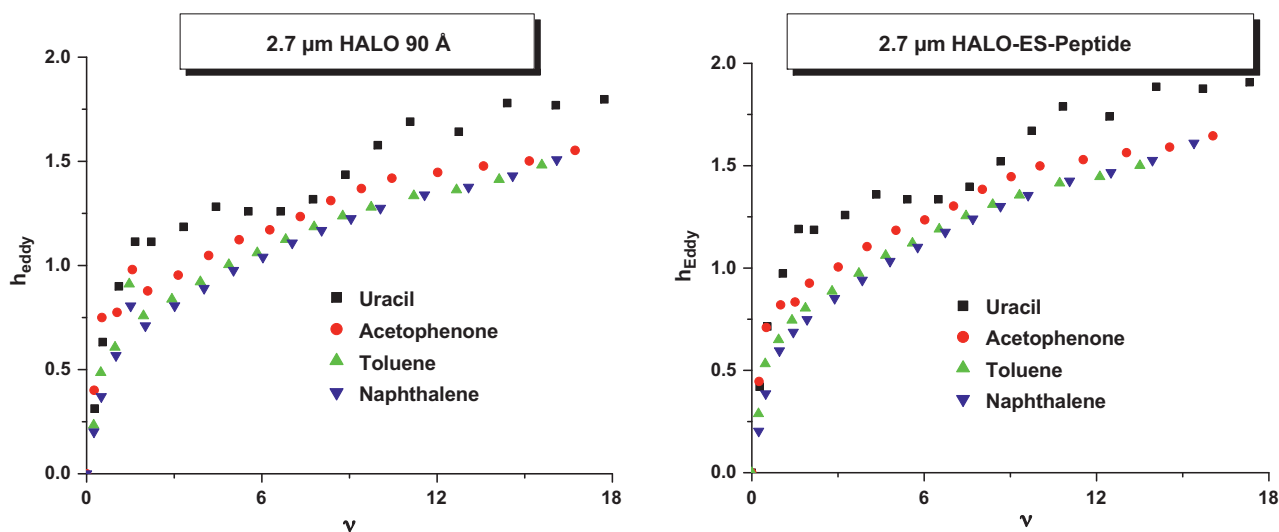 2.7 µm HALO 90 Å
2.0
1.5
1.0
0.5
0.0
h_eddy
Uracil
Acetophenone
Toluene
Naphthalene
0
6
12
18
ν
2.7 µm HALO-ES-Peptide
2.0
1.5
1.0
0.5
0.0
h_Eddy
Uracil
Acetophenone
Toluene
Naphthalene
0
6
12
18
ν